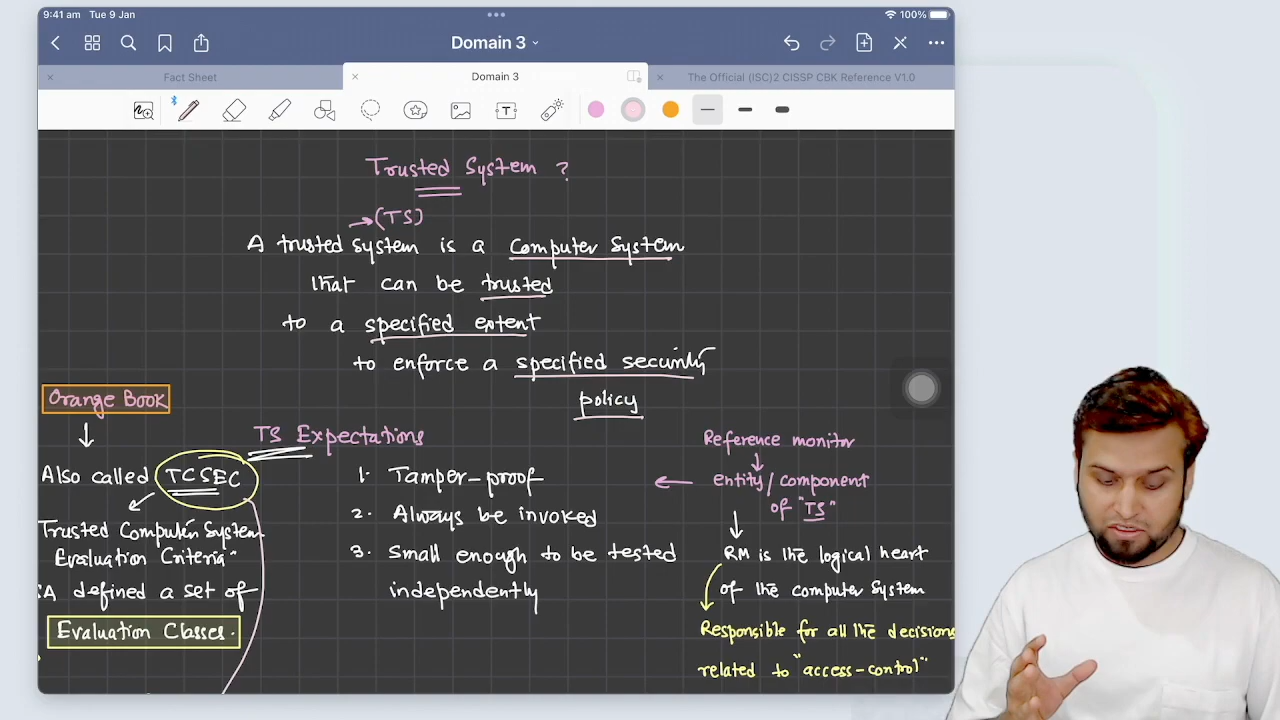 9:41 am Tue 9 Jan
100%
Domain 3
Fact Sheet
Domain 3
The Official (ISC)2 CISSP CBK Reference V1.0
Trusted System ?
(TS)
A trusted system is a Computer System
that can be trusted
to a specified extent
to enforce a specified security
policy
Orange Book
Also called TCSEC
Trusted Computer System
Evaluation Criteria"
:A defined a set of
Evaluation Classes.
TS Expectations
1. Tamper-proof
2. Always be invoked
3. Small enough to be tested
independently
Reference monitor
entity/component
of "TS"
RM is the logical heart
of the computer System
Responsible for all the decisions
related to "access-control"